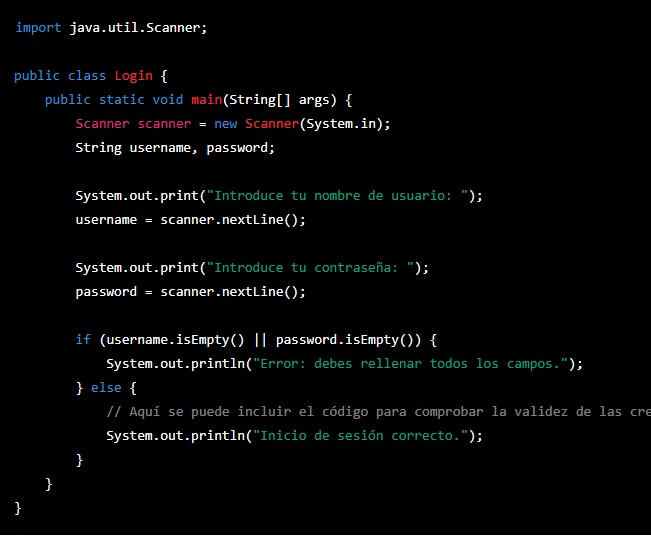 import java.util.Scanner;
public class Login {
public static void main(String[] args) {
Scanner scanner = new Scanner(System.in);
String username, password;
System.out.print("Introduce tu nombre de usuario: ");
username = scanner.nextLine();
System.out.print("Introduce tu contraseña: ");
password = scanner.nextLine();
if (username.isEmpty() || password.isEmpty()) {
System.out.println("Error: debes rellenar todos los campos.");
} else {
// Aquí se puede incluir el código para comprobar la validez de las cre
System.out.println("Inicio de sesión correcto.");
}
}
}